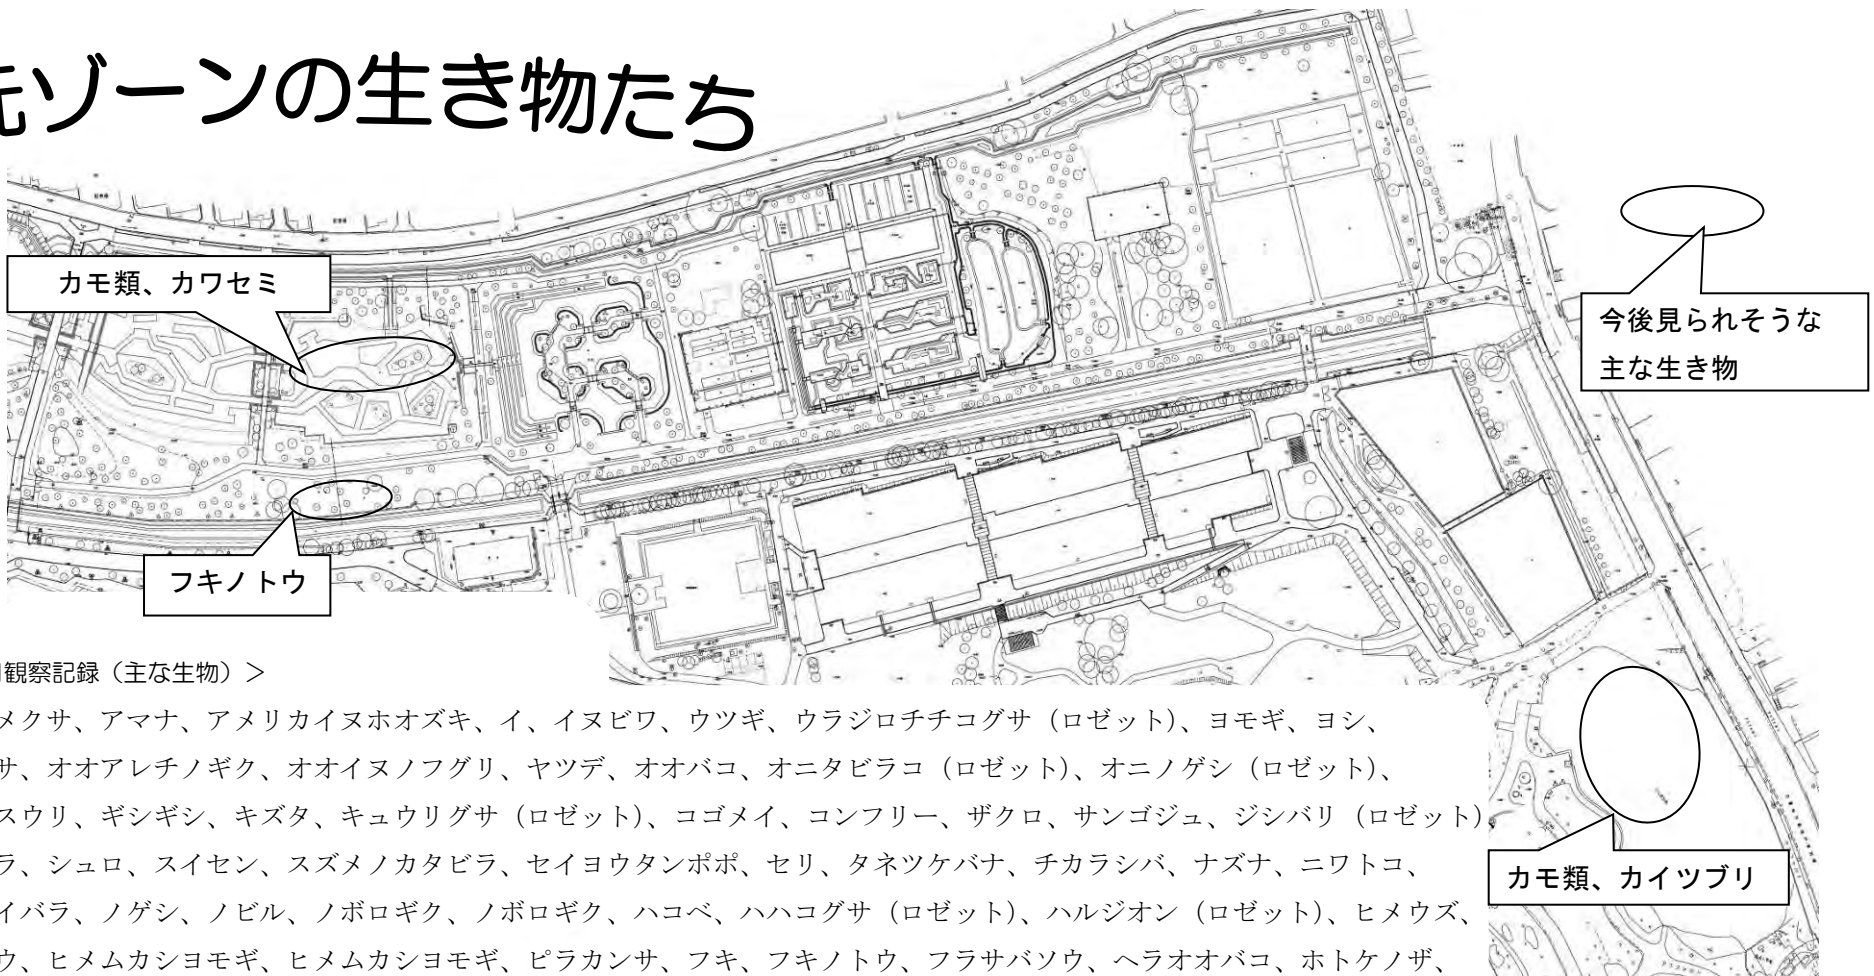 ゾーンの生き物たち
カモ類、カワセミ
今後見られそうな
主な生き物
フキノトウ
観察記録（主な生物）＞
メクサ、アマナ、アメリカイヌホオズキ、イ、イヌビワ、ウツギ、ウラジロチチコグサ（ロゼット）、ヨモギ、ヨシ、
サ、オオアレチノギク、オオイヌノフグリ、ヤツデ、オオバコ、オニタビラコ（ロゼット）、オニノゲシ（ロゼット）、
スウリ、ギシギシ、キズタ、キュウリグサ（ロゼット）、コゴメイ、コンフリー、ザクロ、サンゴジュ、ジシバリ（ロゼット）
ラ、シュロ、スイセン、スズメノカタビラ、セイヨウタンポポ、セリ、タネツケバナ、チカラシバ、ナズナ、ニワトコ、
イバラ、ノゲシ、ノビル、ノボロギク、ノボロギク、ハコベ、ハハコグサ（ロゼット）、ハルジオン（ロゼット）、ヒメウズ、
ウ、ヒメムカシヨモギ、ヒメムカシヨモギ、ピラカンサ、フキ、フキノトウ、フラサバソウ、ヘラオオバコ、ホトケノザ、
カモ類、カイツブリ